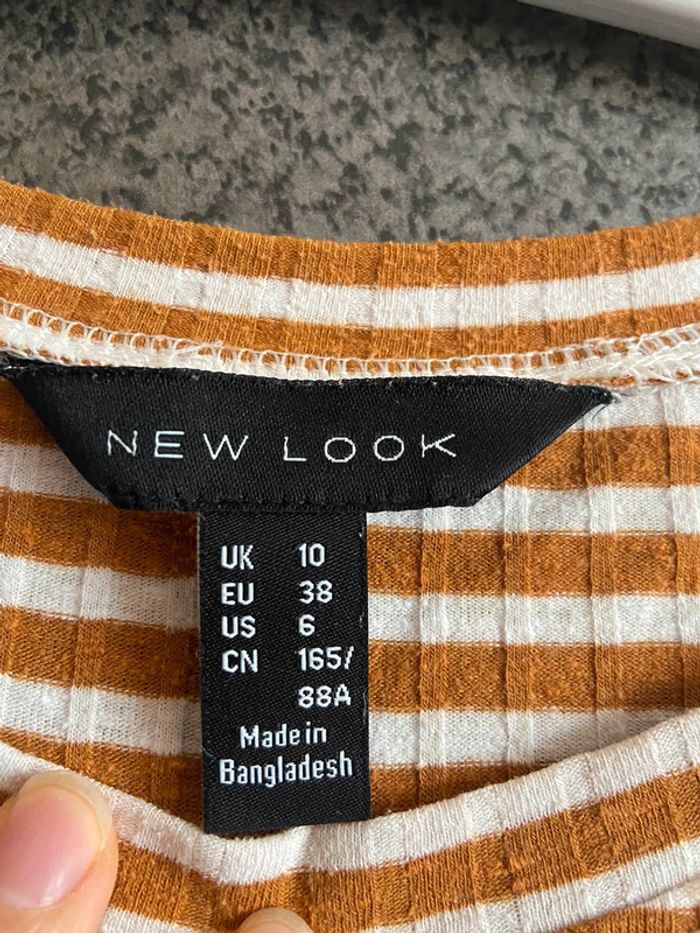 NEW LOOK
UK 10
EU 38
US 6
CN 165/
88A
Made in
Bangladesh